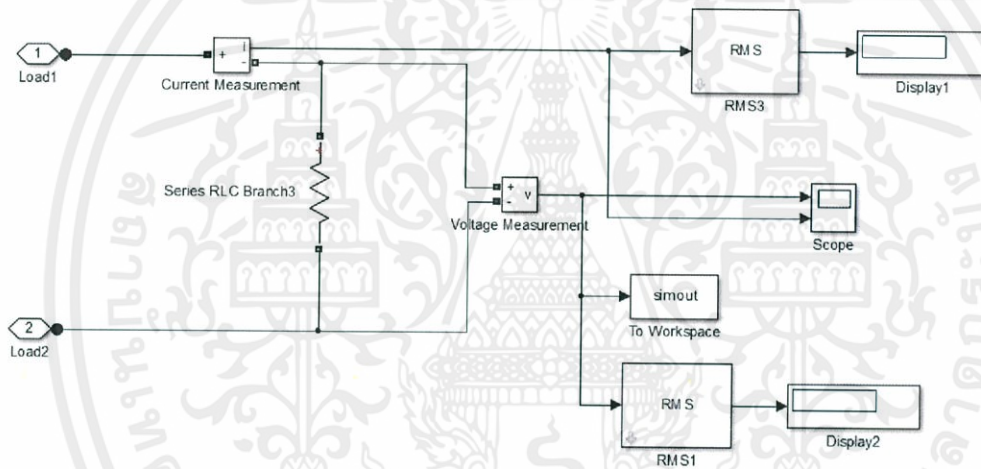 1
Load1
+
i
-
Current Measurement
RMS
RMS3
Display1
Series RLC Branch3
+
-
v
Voltage Measurement
Scope
simout
To Workspace
2
Load2
RMS
RMS1
Display2